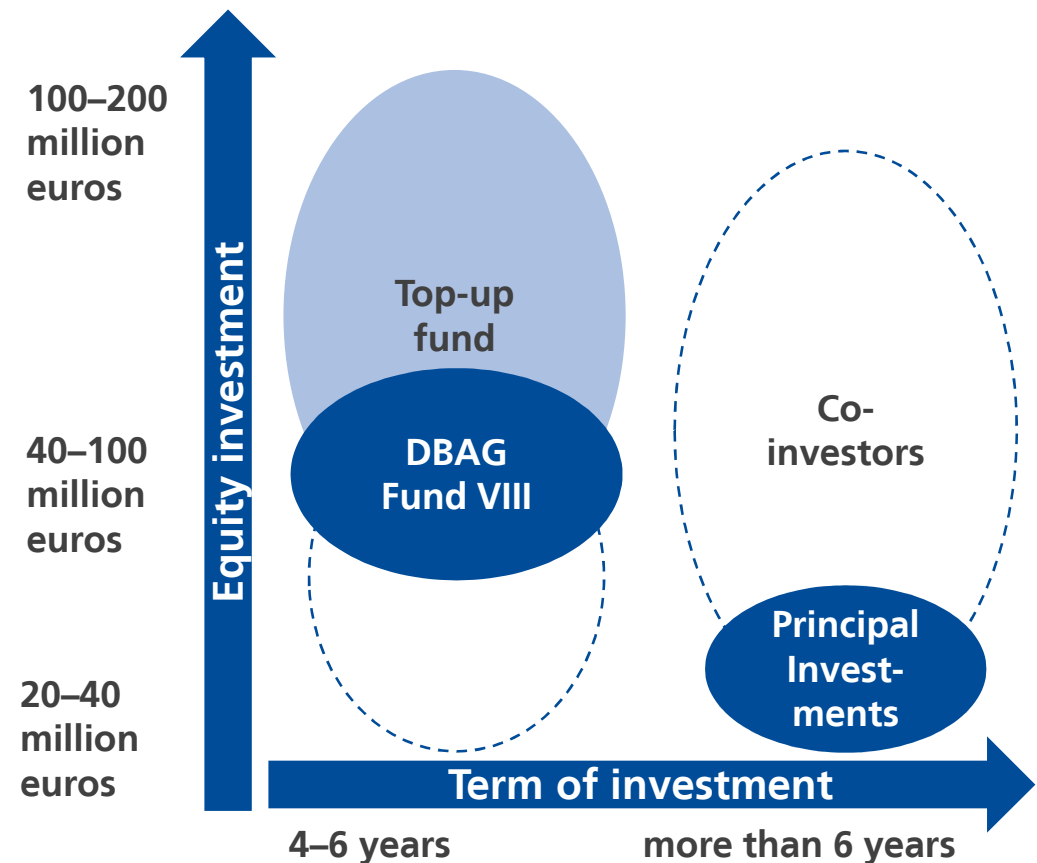 100–200
million
euros
Equity investment
Top-up
fund
Co-
investors
40–100
million
euros
DBAG
Fund VIII
Principal
Invest-
ments
20–40
million
euros
Term of investment
4–6 years
more than 6 years